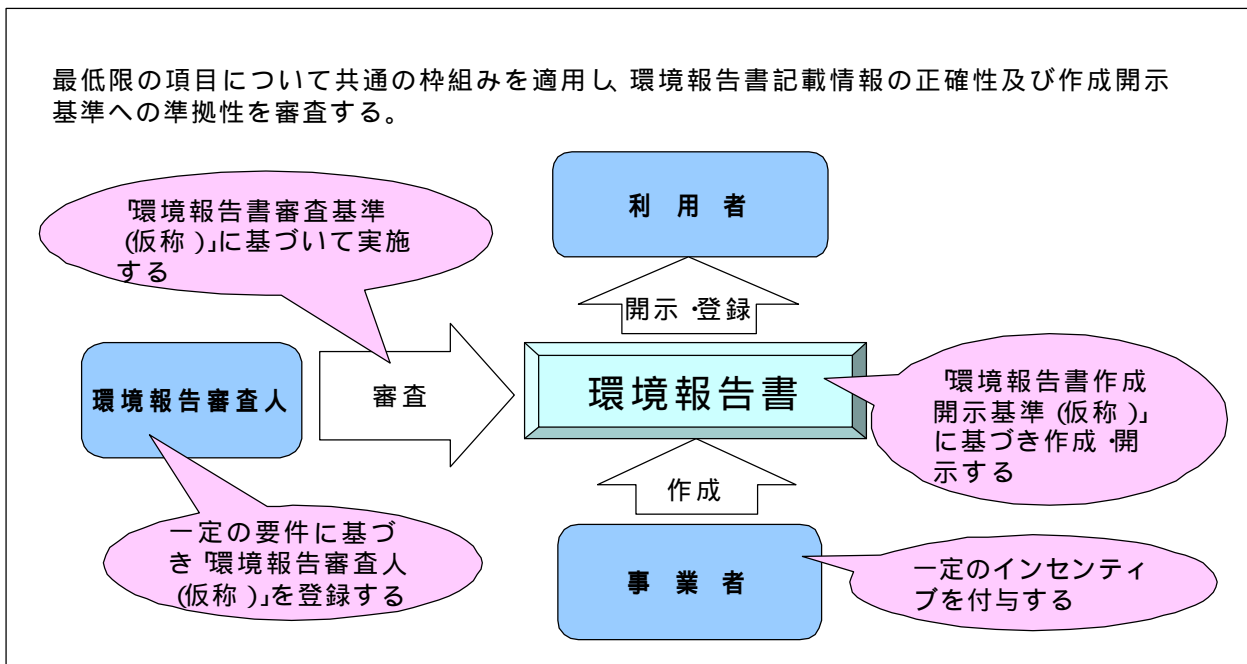 最低限の項目について共通の枠組みを適用し、環境報告書記載情報の正確性及び作成開示
基準への準拠性を審査する。
利 用 者
「環境報告書審査基準
(仮称)」に基づいて実施
する
開示・登録
環境報告審査人
審査
環境報告書
「環境報告書作成
開示基準(仮称)」
に基づき作成・開
示する
作成
一定の要件に基づ
き「環境報告審査人
(仮称)」を登録する
事 業 者
一定のインセンティ
ブを付与する